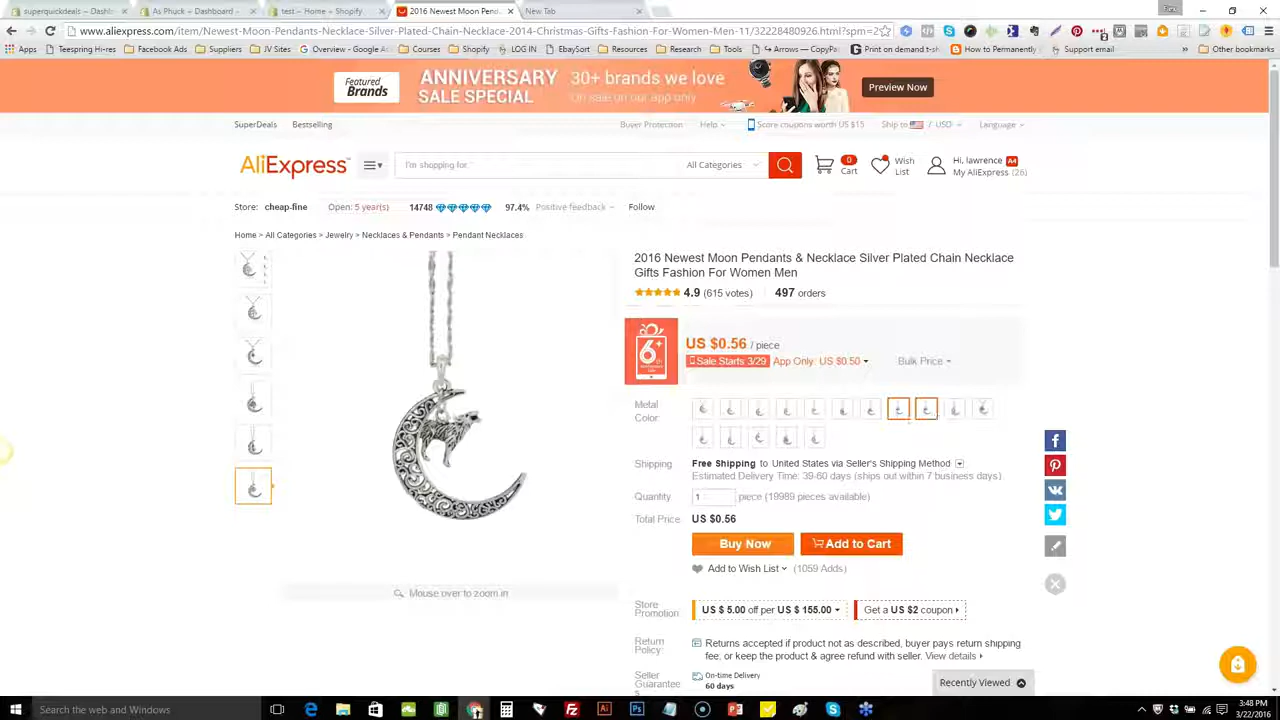 superquickdeals – Dashb
As Phuck – Dashboard –
test – Home – Shopify
2016 Newest Moon Pend
New Tab
www.aliexpress.com/item/Newest-Moon-Pendants-Necklace-Silver-Plated-Chain-Necklace-2014-Christmas-Gifts-Fashion-For-Women-Men-11/32228480926.html?spm=2
Apps
Teespring Hi-res
Facebook Ads
Suppliers
JV Sites
Overview - Google A
Courses
Shopify
LOG IN
EbaySort
Resources
Research
Tools
Arrows — CopyPa
Print on demand t-s
How to Permanently
Support email
Other bookmarks
Featured Brands
ANNIVERSARY SALE SPECIAL
30+ brands we love
On sale on our app only
Preview Now
SuperDeals
Bestselling
Buyer Protection
Help
Score coupons worth US $15
Ship to / USD
Language
AliExpress
I'm shopping for...
All Categories
0
Cart
Wish List
Hi, lawrence A4
My AliExpress (26)
Store: cheap-fine
Open: 5 year(s)
14748
97.4% Positive feedback
Follow
Home > All Categories > Jewelry > Necklaces & Pendants > Pendant Necklaces
2016 Newest Moon Pendants & Necklace Silver Plated Chain Necklace
Gifts Fashion For Women Men
4.9 (615 votes)
497 orders
6th
US $0.56 / piece
Sale Starts 3/29
App Only: US $0.50
Bulk Price
Metal Color:
Shipping
Free Shipping to United States via Seller's Shipping Method
Estimated Delivery Time: 39-60 days (ships out within 7 business days)
Quantity
1
piece (19989 pieces available)
Total Price:
US $0.56
Buy Now
Add to Cart
Add to Wish List
(1059 Adds)
Mouse over to zoom in
Store Promotion:
US $ 5.00 off per US $ 155.00
Get a US $2 coupon
Return Policy:
Returns accepted if product not as described, buyer pays return shipping
fee; or keep the product & agree refund with seller. View details
Seller Guarantees
On-time Delivery
60 days
Recently Viewed
Search the web and Windows
3:48 PM
3/22/2016